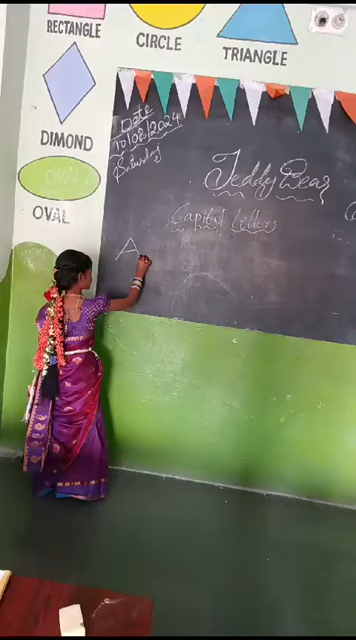 RECTANGLE
CIRCLE
TRIANGLE
DIMOND
OVAL
OVAL
Date
10/08/2024
Saturday
Teddy Bear
Capital Letters
A